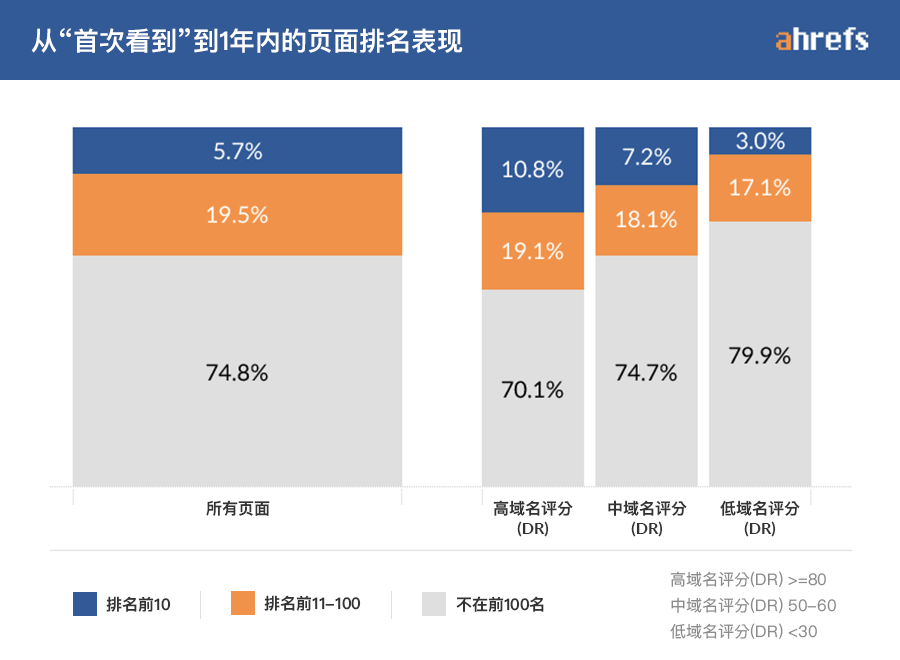 从“首次看到”到1年内的页面排名表现
ahrefs
5.7%
19.5%
74.8%
10.8%
19.1%
70.1%
7.2%
18.1%
74.7%
3.0%
17.1%
79.9%
所有页面
高域名评分
(DR)
中域名评分
(DR)
低域名评分
(DR)
排名前10
排名前11–100
不在前100名
高域名评分(DR) >=80
中域名评分(DR) 50–60
低域名评分(DR) <30